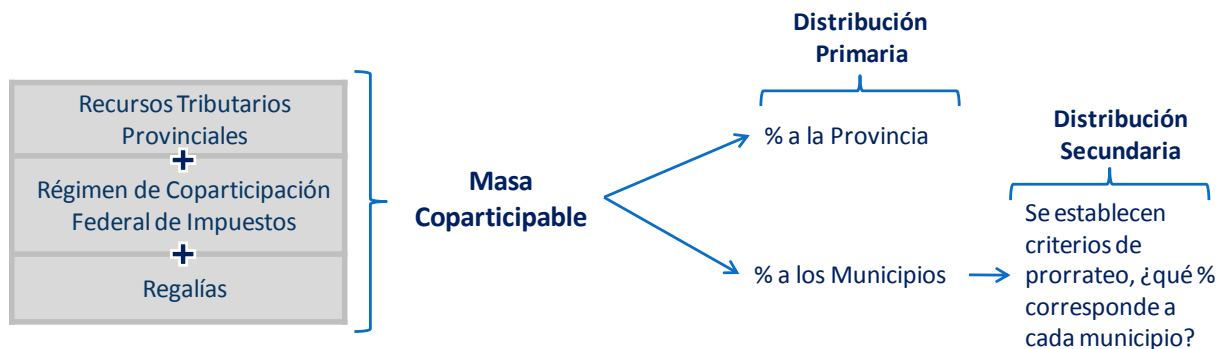 Recursos Tributarios
Provinciales
+
Régimen de Coparticipación
Federal de Impuestos
+
Regalías
Masa
Coparticipable
Distribución
Primaria
% a la Provincia
% a los Municipios
Distribución
Secundaria
Se establecen
criterios de
prorrateo, ¿qué %
corresponde a
cada municipio?